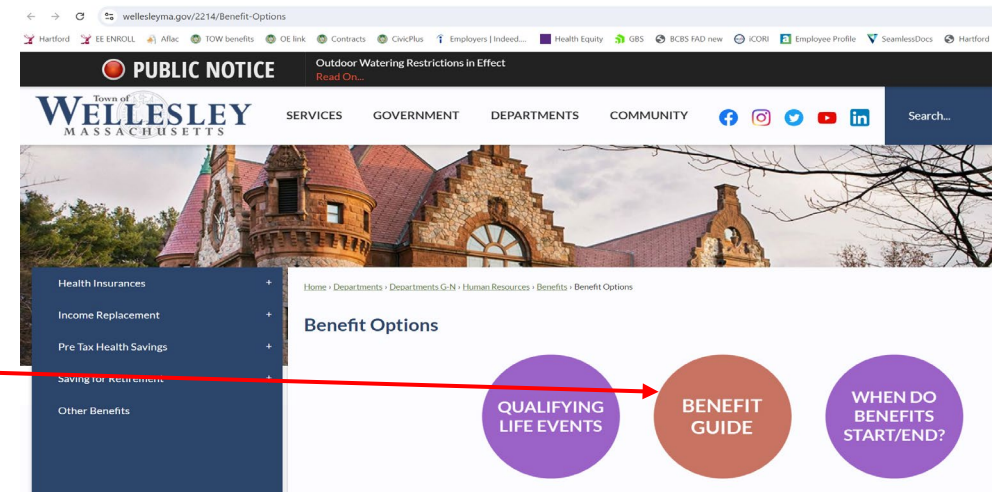 wellesleyma.gov/2214/Benefit-Options
Hartford EE ENROLL Aflac TOW benefits OE link Contracts CivicPlus Employers | Indeed.... Health Equity GBS BCBS FAD new iCORI Employee Profile SeamlessDocs Hartford
PUBLIC NOTICE
Outdoor Watering Restrictions in Effect
Read On...
Town of
WELLESLEY
MASSACHUSETTS
SERVICES GOVERNMENT DEPARTMENTS COMMUNITY
Search...
Health Insurances +
Income Replacement +
Pre Tax Health Savings +
Saving for Retirement +
Other Benefits
Home › Departments › Departments G-N › Human Resources › Benefits › Benefit Options
Benefit Options
QUALIFYING
LIFE EVENTS
BENEFIT
GUIDE
WHEN DO
BENEFITS
START/END?